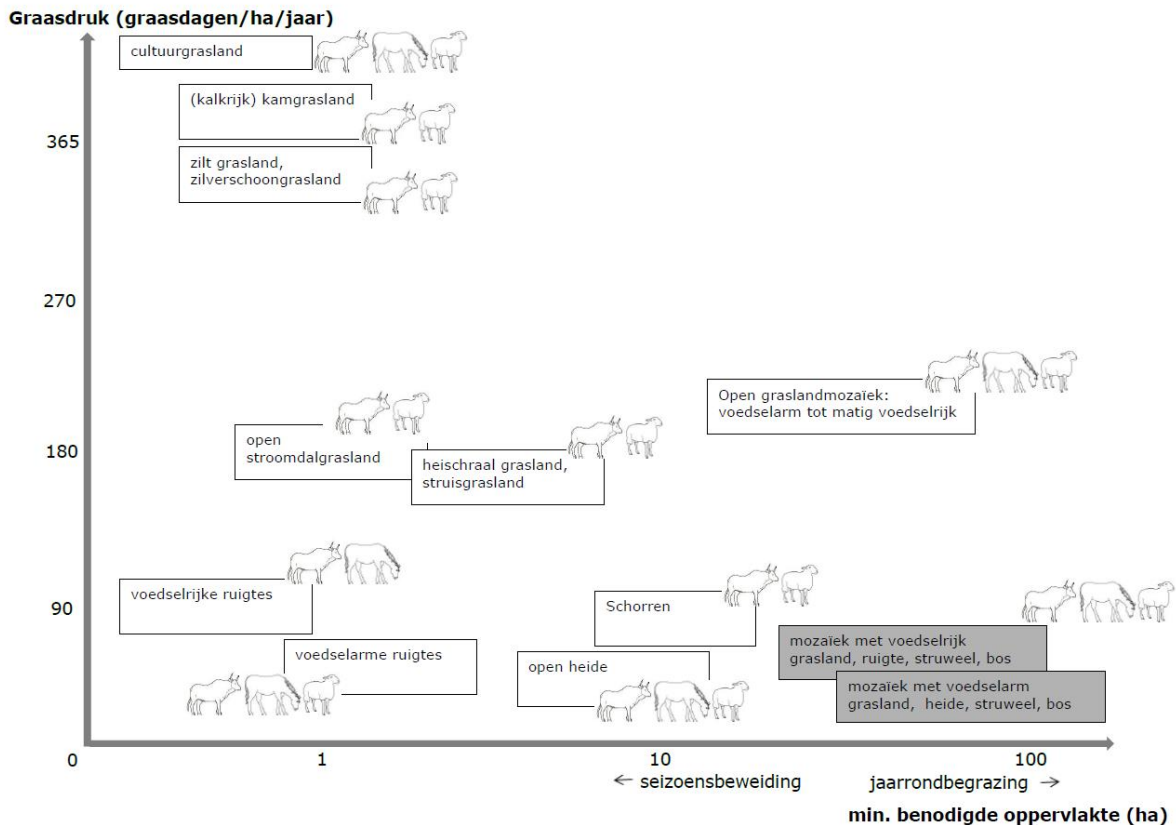 Graasdruk (graasdagen/ha/jaar)
cultuurgrasland
(kalkrijk) kamgrasland
365
zilt grasland,
zilverschoongrasland
270
Open graslandmozaïek:
voedselarm tot matig voedselrijk
180
open
stroomdalgrasland
heischraal grasland,
struisgrasland
90
voedselrijke ruigtes
Schorren
voedselarme ruigtes
open heide
mozaïek met voedselrijk
grasland, ruigte, struweel, bos
mozaïek met voedselarm
grasland, heide, struweel, bos
0
1
10
100
← seizoensbeweiding
jaarrondbegrazing →
min. benodigde oppervlakte (ha)